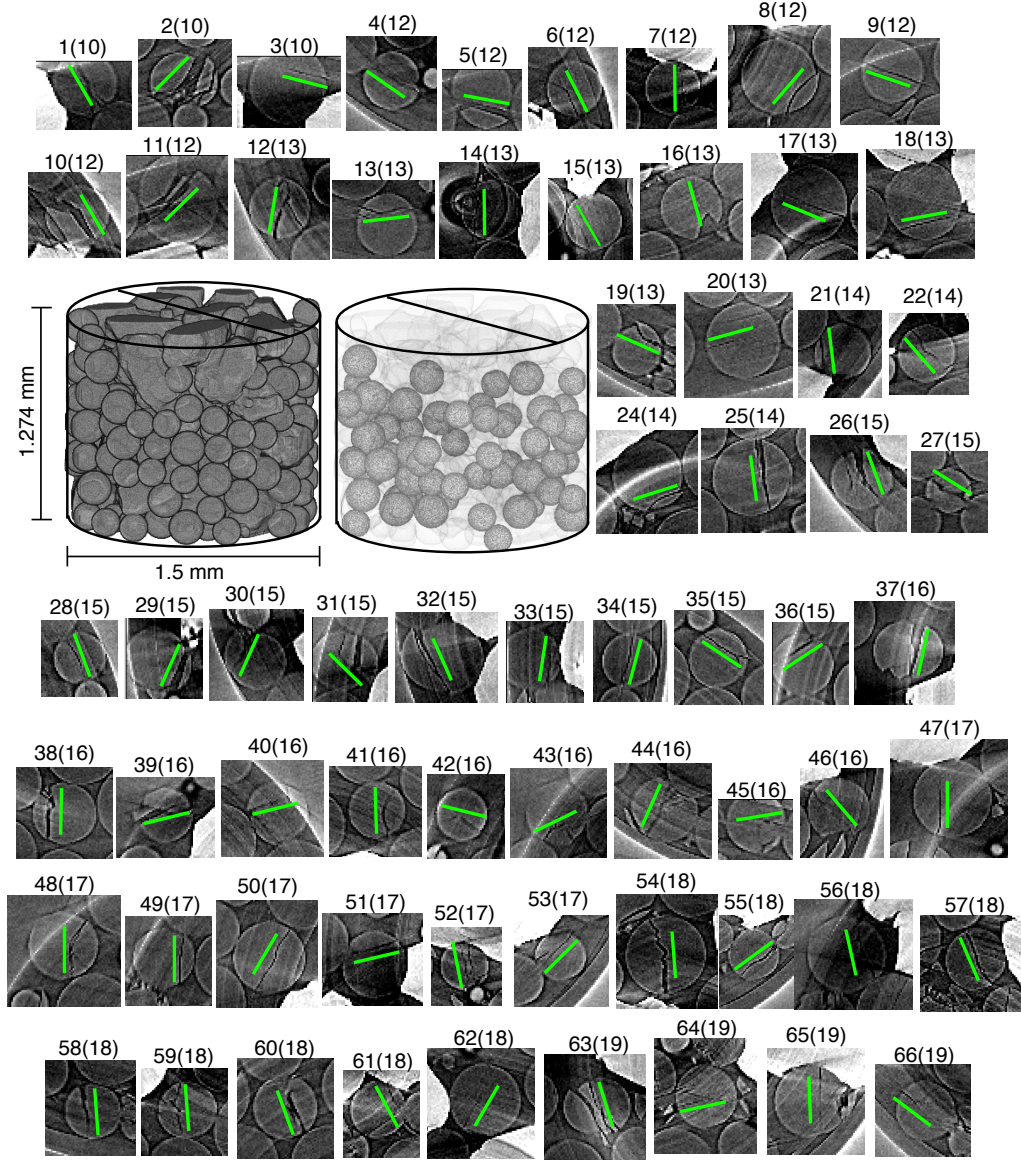 1(10) 2(10) 3(10) 4(12) 5(12) 6(12) 7(12) 8(12) 9(12)
10(12) 11(12) 12(13) 13(13) 14(13) 15(13) 16(13) 17(13) 18(13)
19(13) 20(13) 21(14) 22(14)
24(14) 25(14) 26(15) 27(15)
1.274 mm
1.5 mm
28(15) 29(15) 30(15) 31(15) 32(15) 33(15) 34(15) 35(15) 36(15) 37(16)
38(16) 39(16) 40(16) 41(16) 42(16) 43(16) 44(16) 45(16) 46(16) 47(17)
48(17) 49(17) 50(17) 51(17) 52(17) 53(17) 54(18) 55(18) 56(18) 57(18)
58(18) 59(18) 60(18) 61(18) 62(18) 63(19) 64(19) 65(19) 66(19)